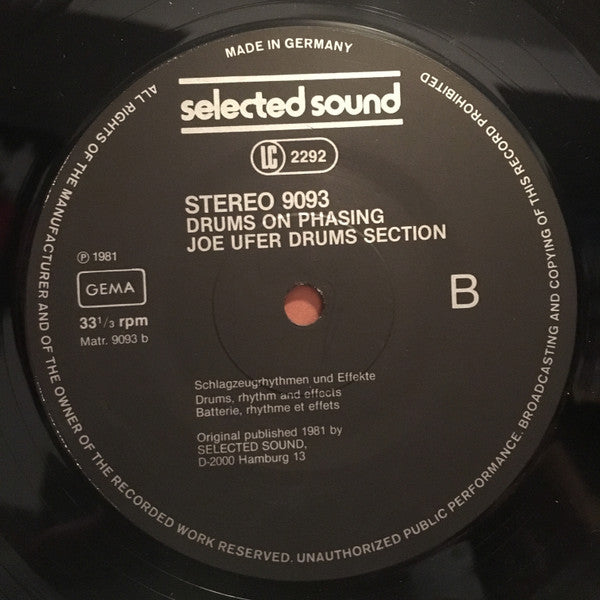 MADE IN GERMANY
ALL RIGHTS OF THE MANUFACTURER AND OF THE OWNER OF THE RECORDED WORK RESERVED. UNAUTHORIZED PUBLIC PERFORMANCE. BROADCASTING AND COPYING OF THIS RECORD PROHIBITED
selected sound
LC 2292
STEREO 9093
DRUMS ON PHASING
JOE UFER DRUMS SECTION
℗ 1981
GEMA
33 1/3 rpm
Matr. 9093 b
B
Schlagzeugrhythmen und Effekte
Drums, rhythm and effects
Batterie, rhythme et effets
Original published 1981 by
SELECTED SOUND,
D-2000 Hamburg 13